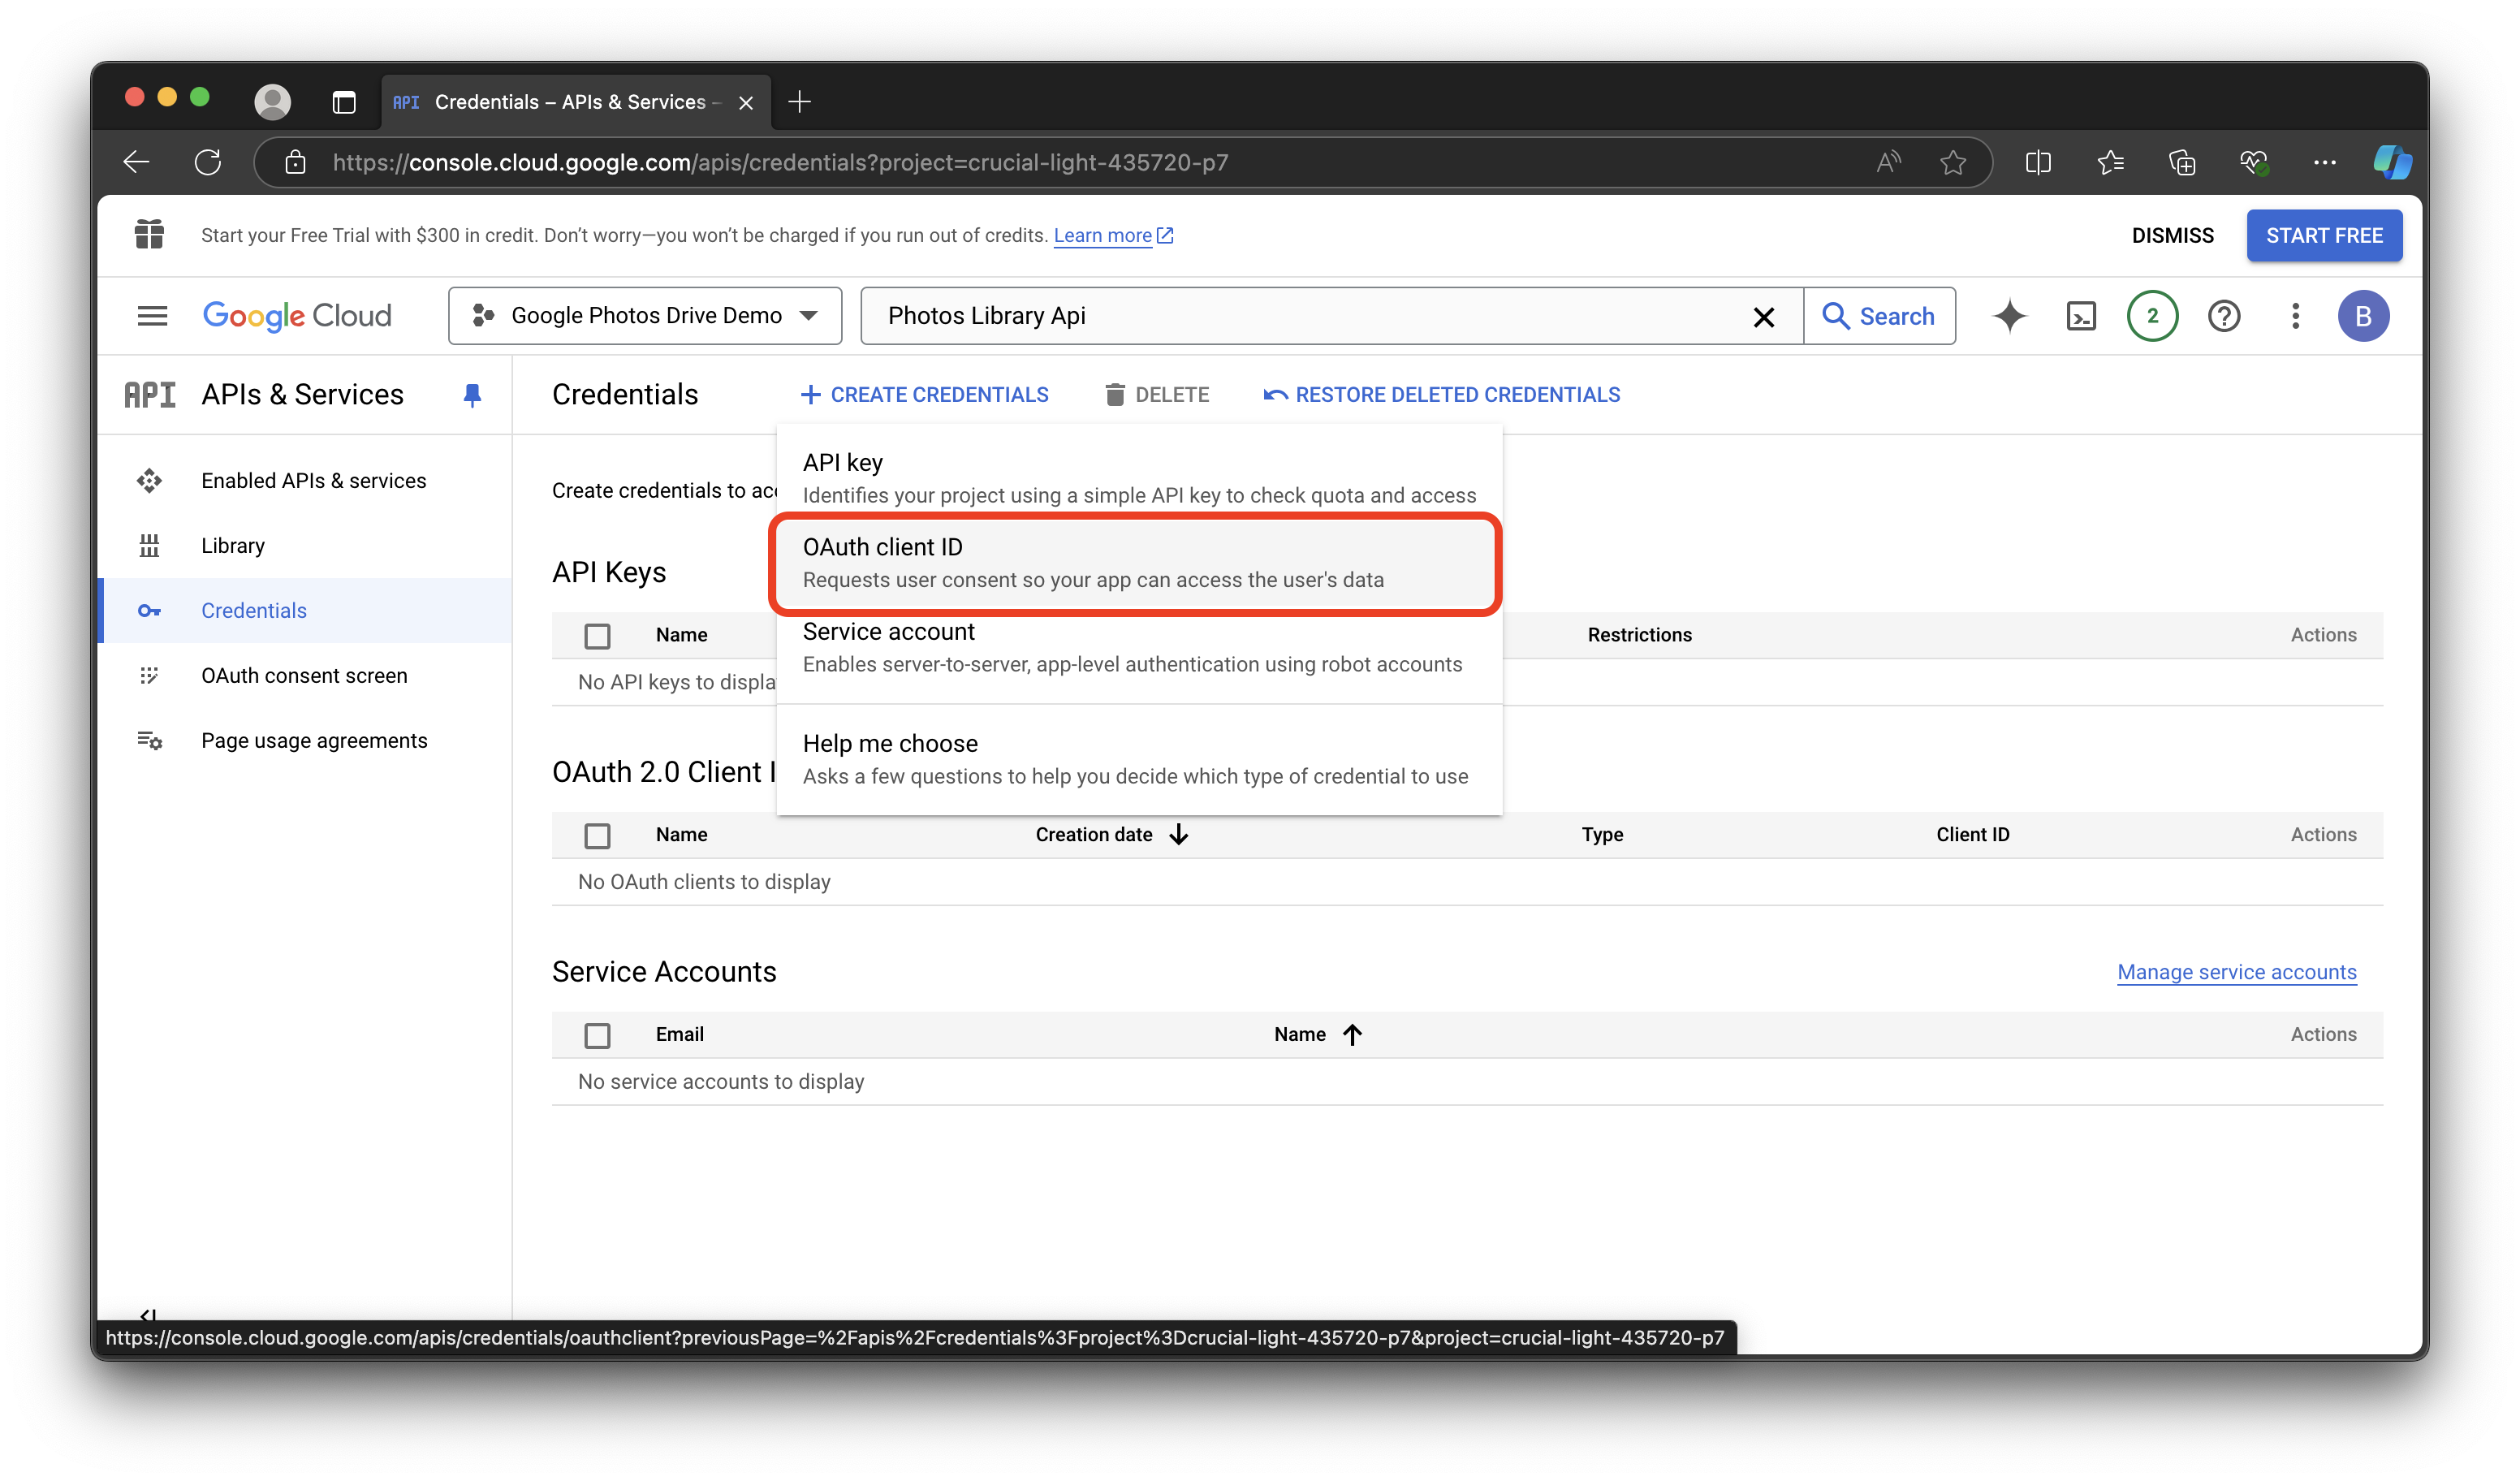 API Credentials – APIs & Services –
https://console.cloud.google.com/apis/credentials?project=crucial-light-435720-p7
Start your Free Trial with $300 in credit. Don't worry—you won't be charged if you run out of credits. Learn more
DISMISS
START FREE
Google Cloud
Google Photos Drive Demo
Photos Library Api
Search
2
B
API APIs & Services
Enabled APIs & services
Library
Credentials
OAuth consent screen
Page usage agreements
Credentials
CREATE CREDENTIALS
DELETE
RESTORE DELETED CREDENTIALS
Create credentials to acc
API key
Identifies your project using a simple API key to check quota and access
OAuth client ID
Requests user consent so your app can access the user's data
Service account
Enables server-to-server, app-level authentication using robot accounts
Help me choose
Asks a few questions to help you decide which type of credential to use
API Keys
Name Restrictions Actions
No API keys to displa
OAuth 2.0 Client I
Name Creation date Type Client ID Actions
No OAuth clients to display
Service Accounts
Manage service accounts
Email Name Actions
No service accounts to display
https://console.cloud.google.com/apis/credentials/oauthclient?previousPage=%2Fapis%2Fcredentials%3Fproject%3Dcrucial-light-435720-p7&project=crucial-light-435720-p7